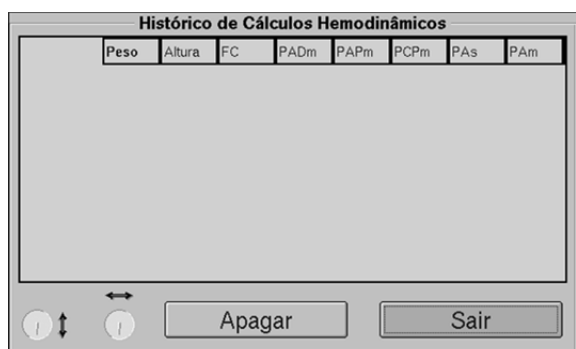 Histórico de Cálculos Hemodinâmicos
Peso Altura FC PADm PAPm PCPm PAs PAm
Apagar Sair